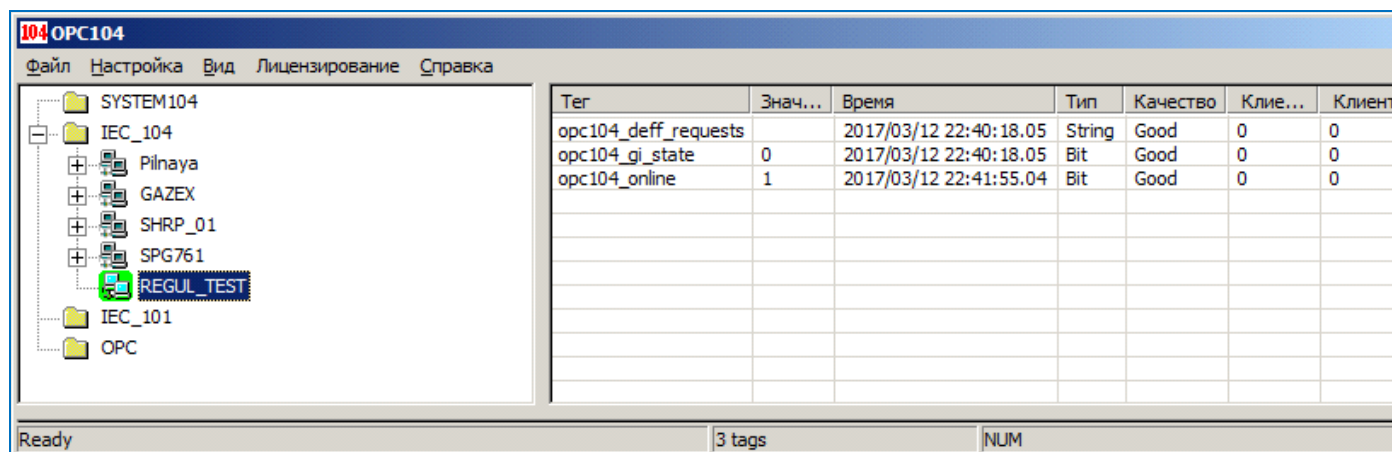 104 OPC104
Файл Настройка Вид Лицензирование Справка
SYSTEM104
IEC_104
Pilnaya
GAZEX
SHRP_01
SPG761
REGUL_TEST
IEC_101
OPC
Тег Знач... Время Тип Качество Клие... Клиент
opc104_deff_requests 2017/03/12 22:40:18.05 String Good 0 0
opc104_gi_state 0 2017/03/12 22:40:18.05 Bit Good 0 0
opc104_online 1 2017/03/12 22:41:55.04 Bit Good 0 0
Ready 3 tags NUM